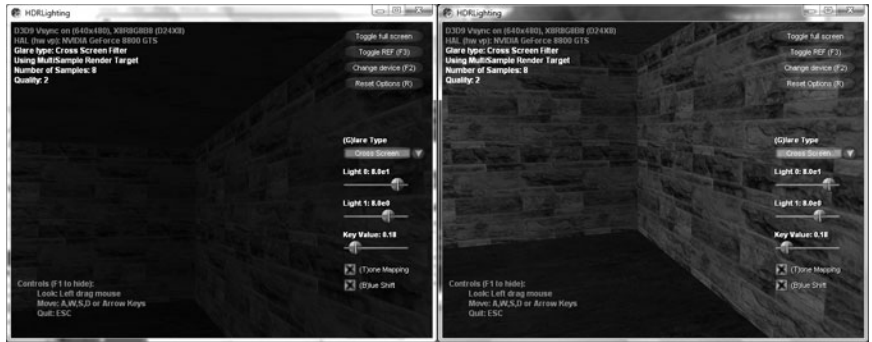 HDRLighting
D3D9 Vsync on (640x480), X8R8G8B8 (D24X8)
HAL (hw vp): NVIDIA GeForce 8800 GTS
Glare type: Cross Screen Filter
Using MultiSample Render Target
Number of Samples: 8
Quality: 2
Toggle full screen
Toggle REF (F3)
Change device (F2)
Reset Options (R)
(G)lare Type
Cross Screen
Light 0: 8.0e1
Light 1: 8.0e0
Key Value: 0.18
(T)one Mapping
(B)lue Shift
Controls (F1 to hide):
Look: Left drag mouse
Move: A,W,S,D or Arrow Keys
Quit: ESC
HDRLighting
D3D9 Vsync on (640x480), X8R8G8B8 (D24X8)
HAL (hw vp): NVIDIA GeForce 8800 GTS
Glare type: Cross Screen Filter
Using MultiSample Render Target
Number of Samples: 8
Quality: 2
Toggle full screen
Toggle REF (F3)
Change device (F2)
Reset Options (R)
(G)lare Type
Cross Screen
Light 0: 8.0e1
Light 1: 8.0e0
Key Value: 0.18
(T)one Mapping
(B)lue Shift
Controls (F1 to hide):
Look: Left drag mouse
Move: A,W,S,D or Arrow Keys
Quit: ESC